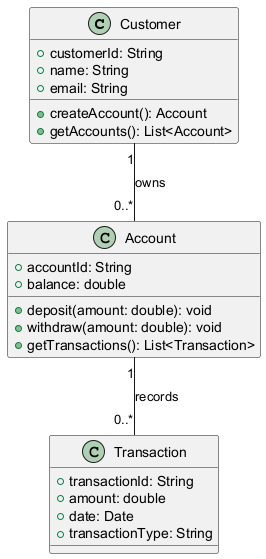 C Customer
customerId: String
name: String
email: String
createAccount(): Account
getAccounts(): List<Account>
1
owns
0..*
C Account
accountId: String
balance: double
deposit(amount: double): void
withdraw(amount: double): void
getTransactions(): List<Transaction>
1
records
0..*
C Transaction
transactionId: String
amount: double
date: Date
transactionType: String